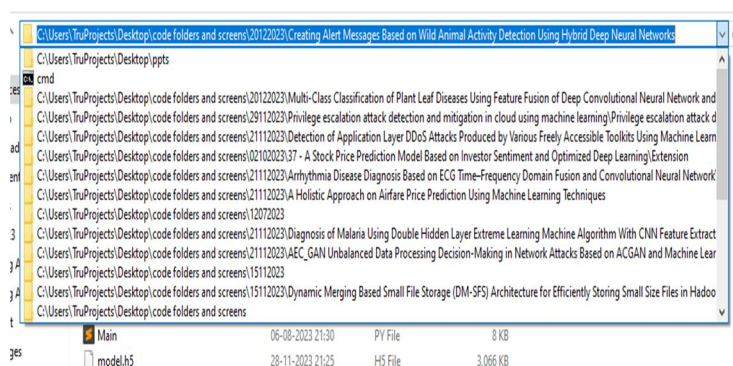 C:\Users\TruProjects\Desktop\code folders and screens\20122023\Creating Alert Messages Based on Wild Animal Activity Detection Using Hybrid Deep Neural Networks
C:\Users\TruProjects\Desktop\ppts
cmd
C:\Users\TruProjects\Desktop\code folders and screens\20122023\Multi-Class Classification of Plant Leaf Diseases Using Feature Fusion of Deep Convolutional Neural Network and
C:\Users\TruProjects\Desktop\code folders and screens\29112023\Privilege escalation attack detection and mitigation in cloud using machine learning\Privilege escalation attack d
C:\Users\TruProjects\Desktop\code folders and screens\21112023\Detection of Application Layer DDoS Attacks Produced by Various Freely Accessible Toolkits Using Machine Learn
C:\Users\TruProjects\Desktop\code folders and screens\02102023\37 - A Stock Price Prediction Model Based on Investor Sentiment and Optimized Deep Learning\Extension
C:\Users\TruProjects\Desktop\code folders and screens\21112023\Arrhythmia Disease Diagnosis Based on ECG Time–Frequency Domain Fusion and Convolutional Neural Network\
C:\Users\TruProjects\Desktop\code folders and screens\21112023\A Holistic Approach on Airfare Price Prediction Using Machine Learning Techniques
C:\Users\TruProjects\Desktop\code folders and screens\12072023
C:\Users\TruProjects\Desktop\code folders and screens\21112023\Diagnosis of Malaria Using Double Hidden Layer Extreme Learning Machine Algorithm With CNN Feature Extract
C:\Users\TruProjects\Desktop\code folders and screens\21112023\AEC_GAN Unbalanced Data Processing Decision-Making in Network Attacks Based on ACGAN and Machine Lear
C:\Users\TruProjects\Desktop\code folders and screens\15112023
C:\Users\TruProjects\Desktop\code folders and screens\15112023\Dynamic Merging Based Small File Storage (DM-SFS) Architecture for Efficiently Storing Small Size Files in Hadoo
C:\Users\TruProjects\Desktop\code folders and screens
Main 06-08-2023 21:30 PY File 8 KB
ges model.h5 28-11-2023 21:25 H5 File 3,066 KB